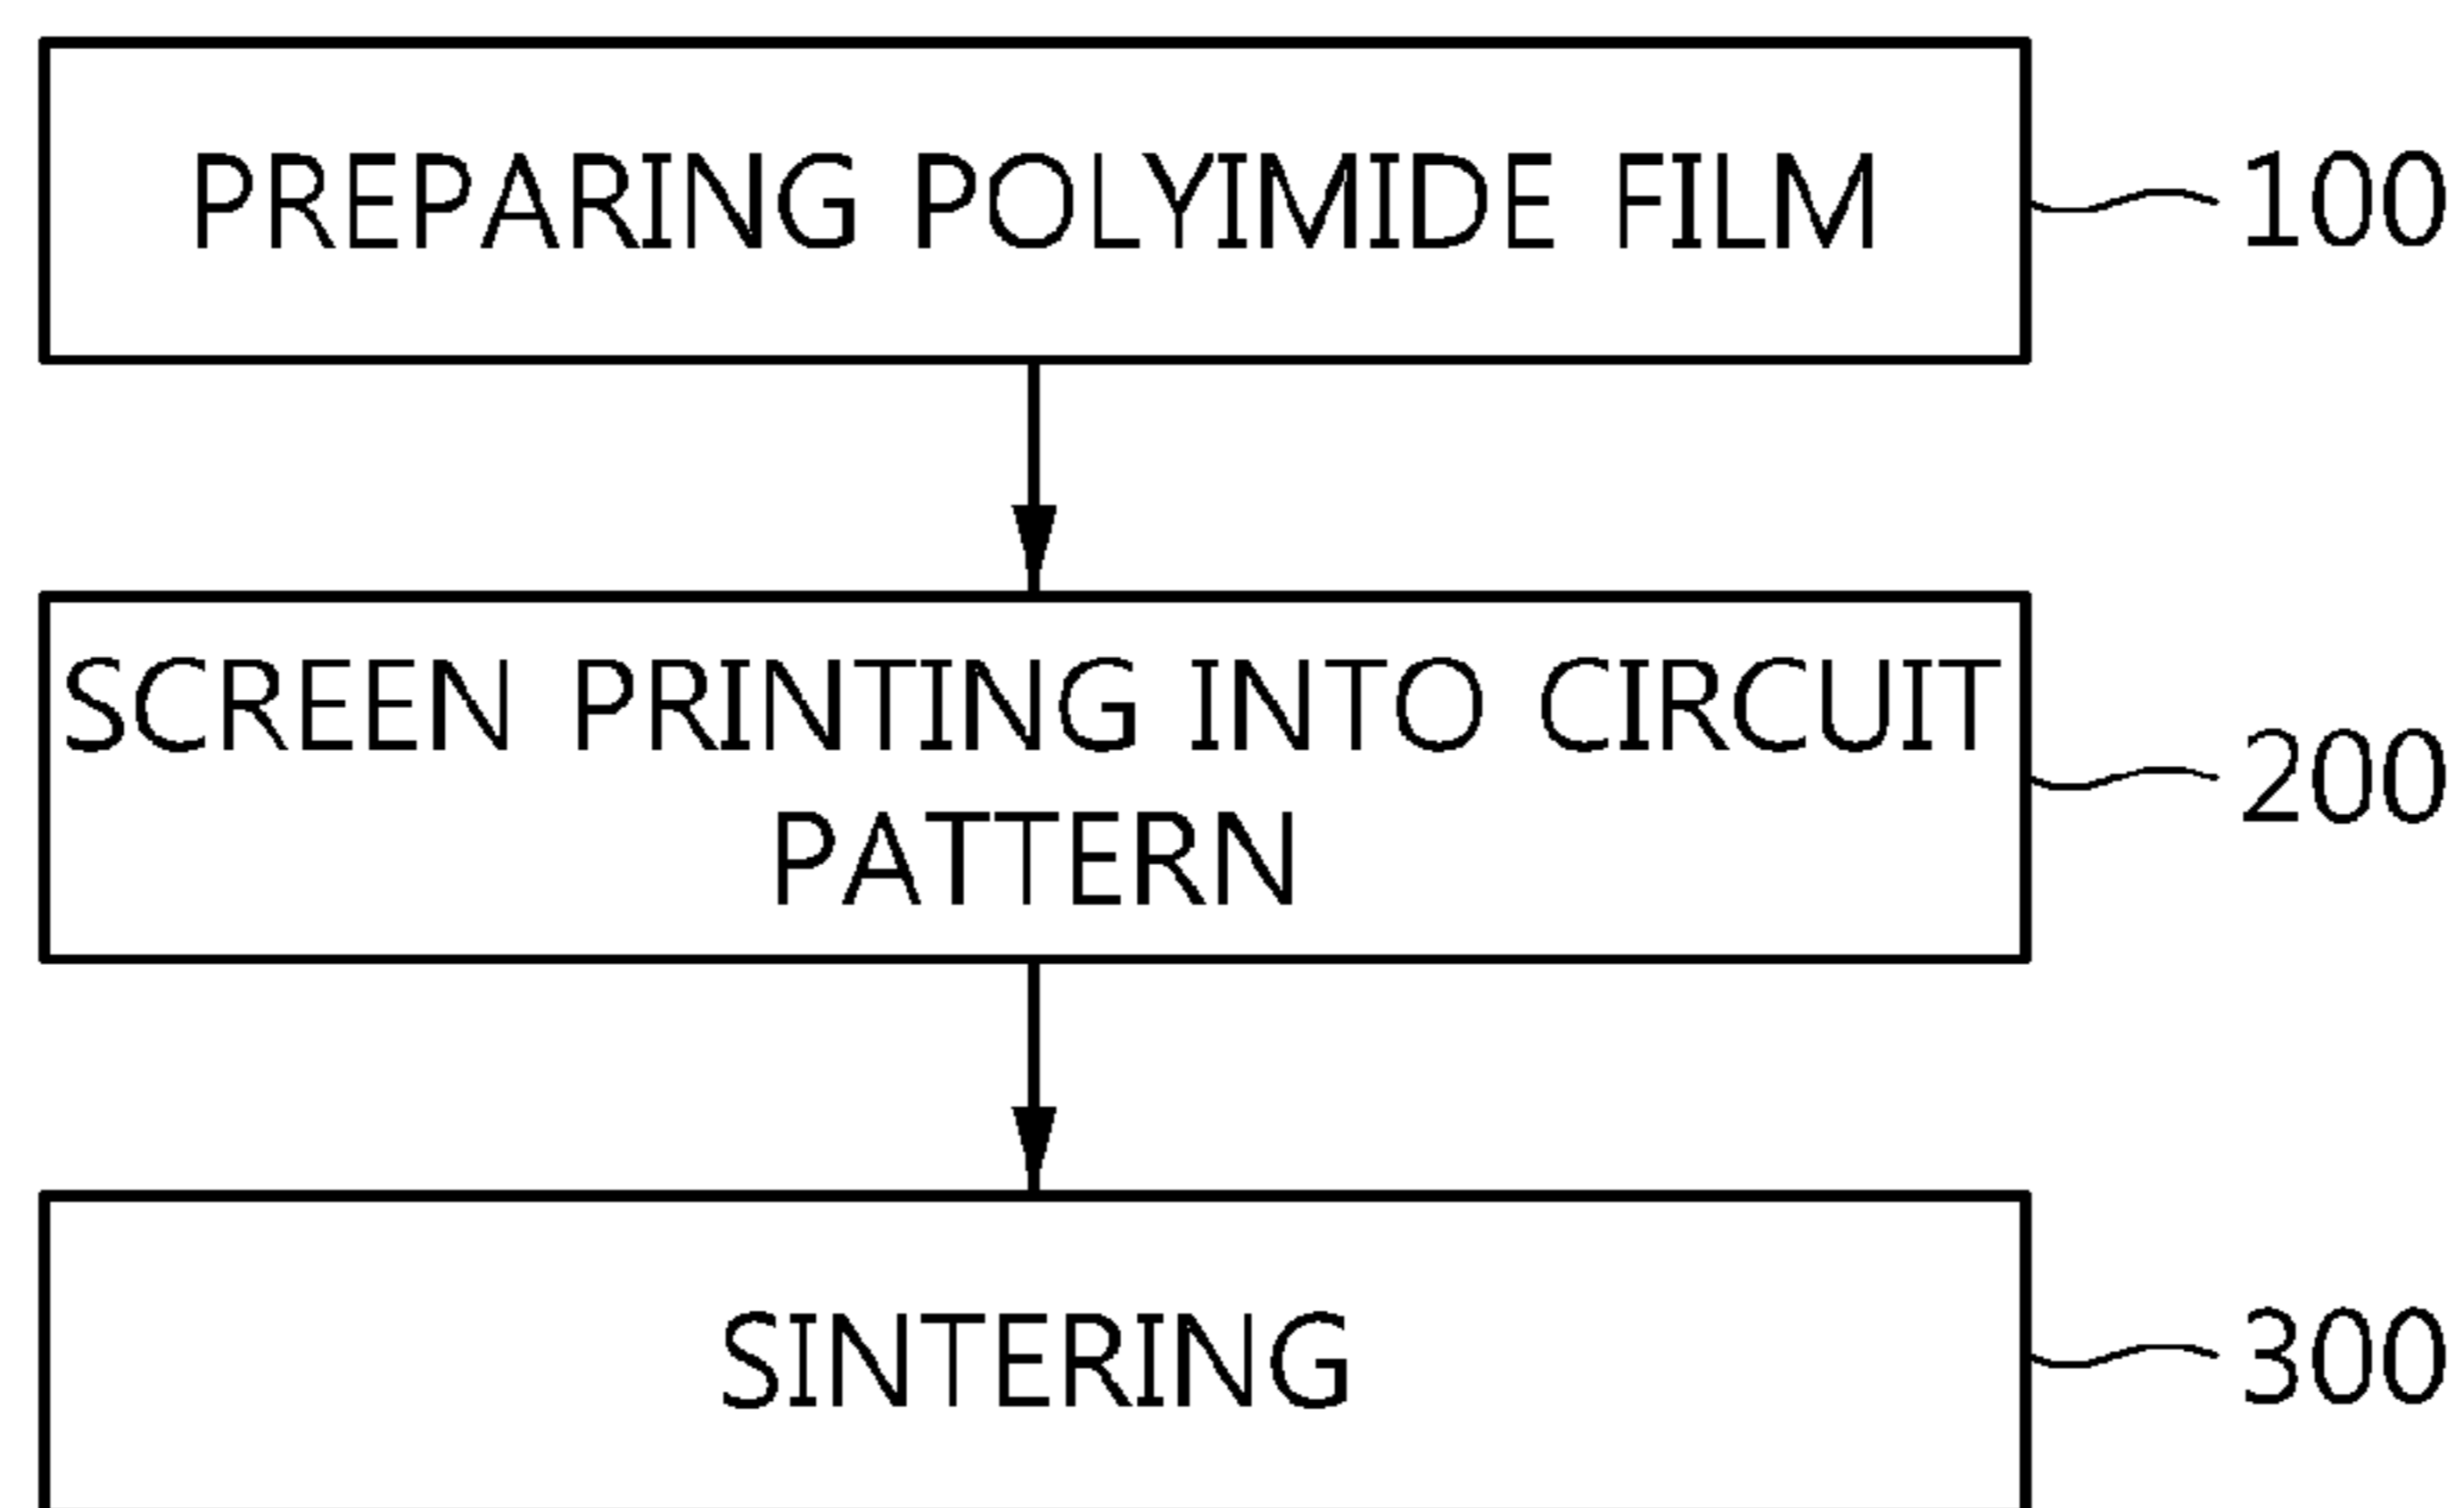 PREPARING POLYIMIDE FILM
100
SCREEN PRINTING INTO CIRCUIT
PATTERN
200
SINTERING
300